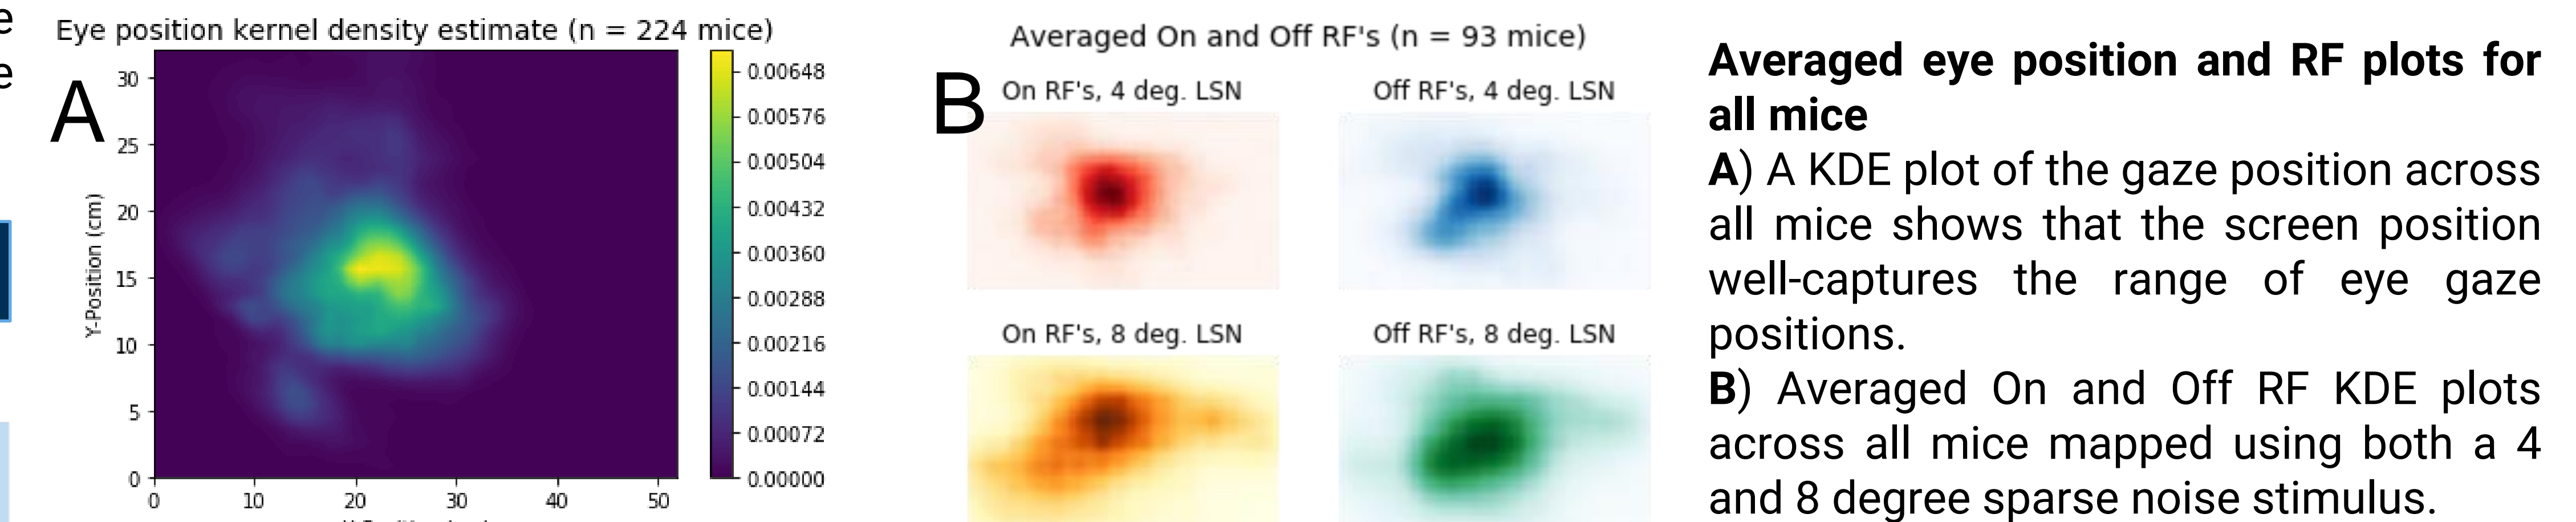 e
e
Eye position kernel density estimate (n = 224 mice)
A
30
25
20
15
10
5
0
Y-Position (cm)
0 10 20 30 40 50
0.00648
0.00576
0.00504
0.00432
0.00360
0.00288
0.00216
0.00144
0.00072
0.00000
Averaged On and Off RF's (n = 93 mice)
B
On RF's, 4 deg. LSN
Off RF's, 4 deg. LSN
On RF's, 8 deg. LSN
Off RF's, 8 deg. LSN
Averaged eye position and RF plots for
all mice
A) A KDE plot of the gaze position across
all mice shows that the screen position
well-captures the range of eye gaze
positions.
B) Averaged On and Off RF KDE plots
across all mice mapped using both a 4
and 8 degree sparse noise stimulus.